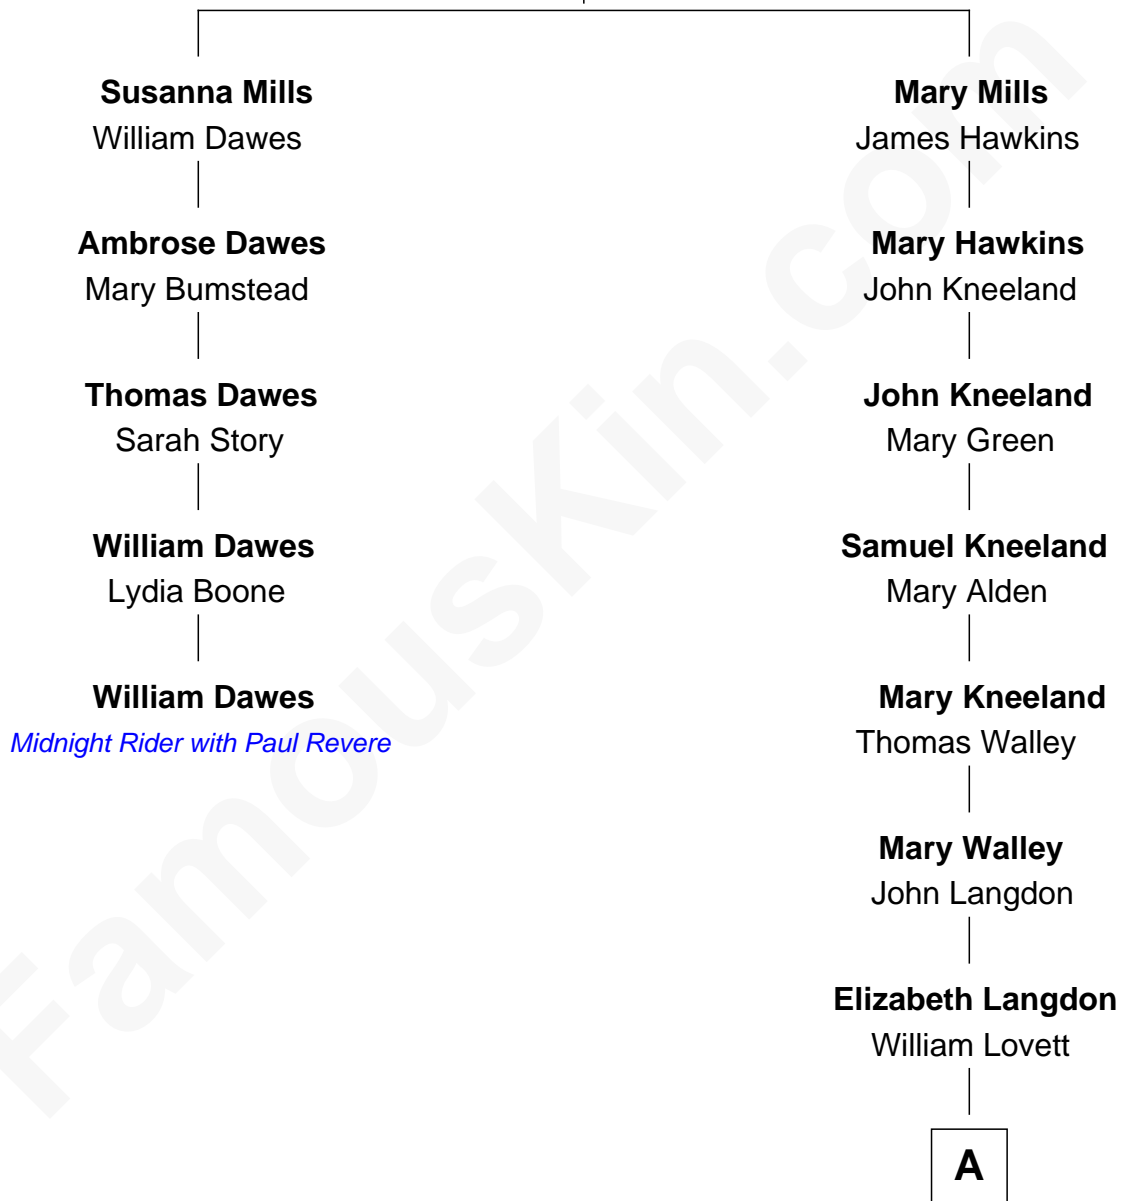 Susanna Mills
William Dawes
Ambrose Dawes
Mary Bumstead
Thomas Dawes
Sarah Story
William Dawes
Lydia Boone
William Dawes
Midnight Rider with Paul Revere
Mary Mills
James Hawkins
Mary Hawkins
John Kneeland
John Kneeland
Mary Green
Samuel Kneeland
Mary Alden
Mary Kneeland
Thomas Walley
Mary Walley
John Langdon
Elizabeth Langdon
William Lovett
A
FamousKin.com